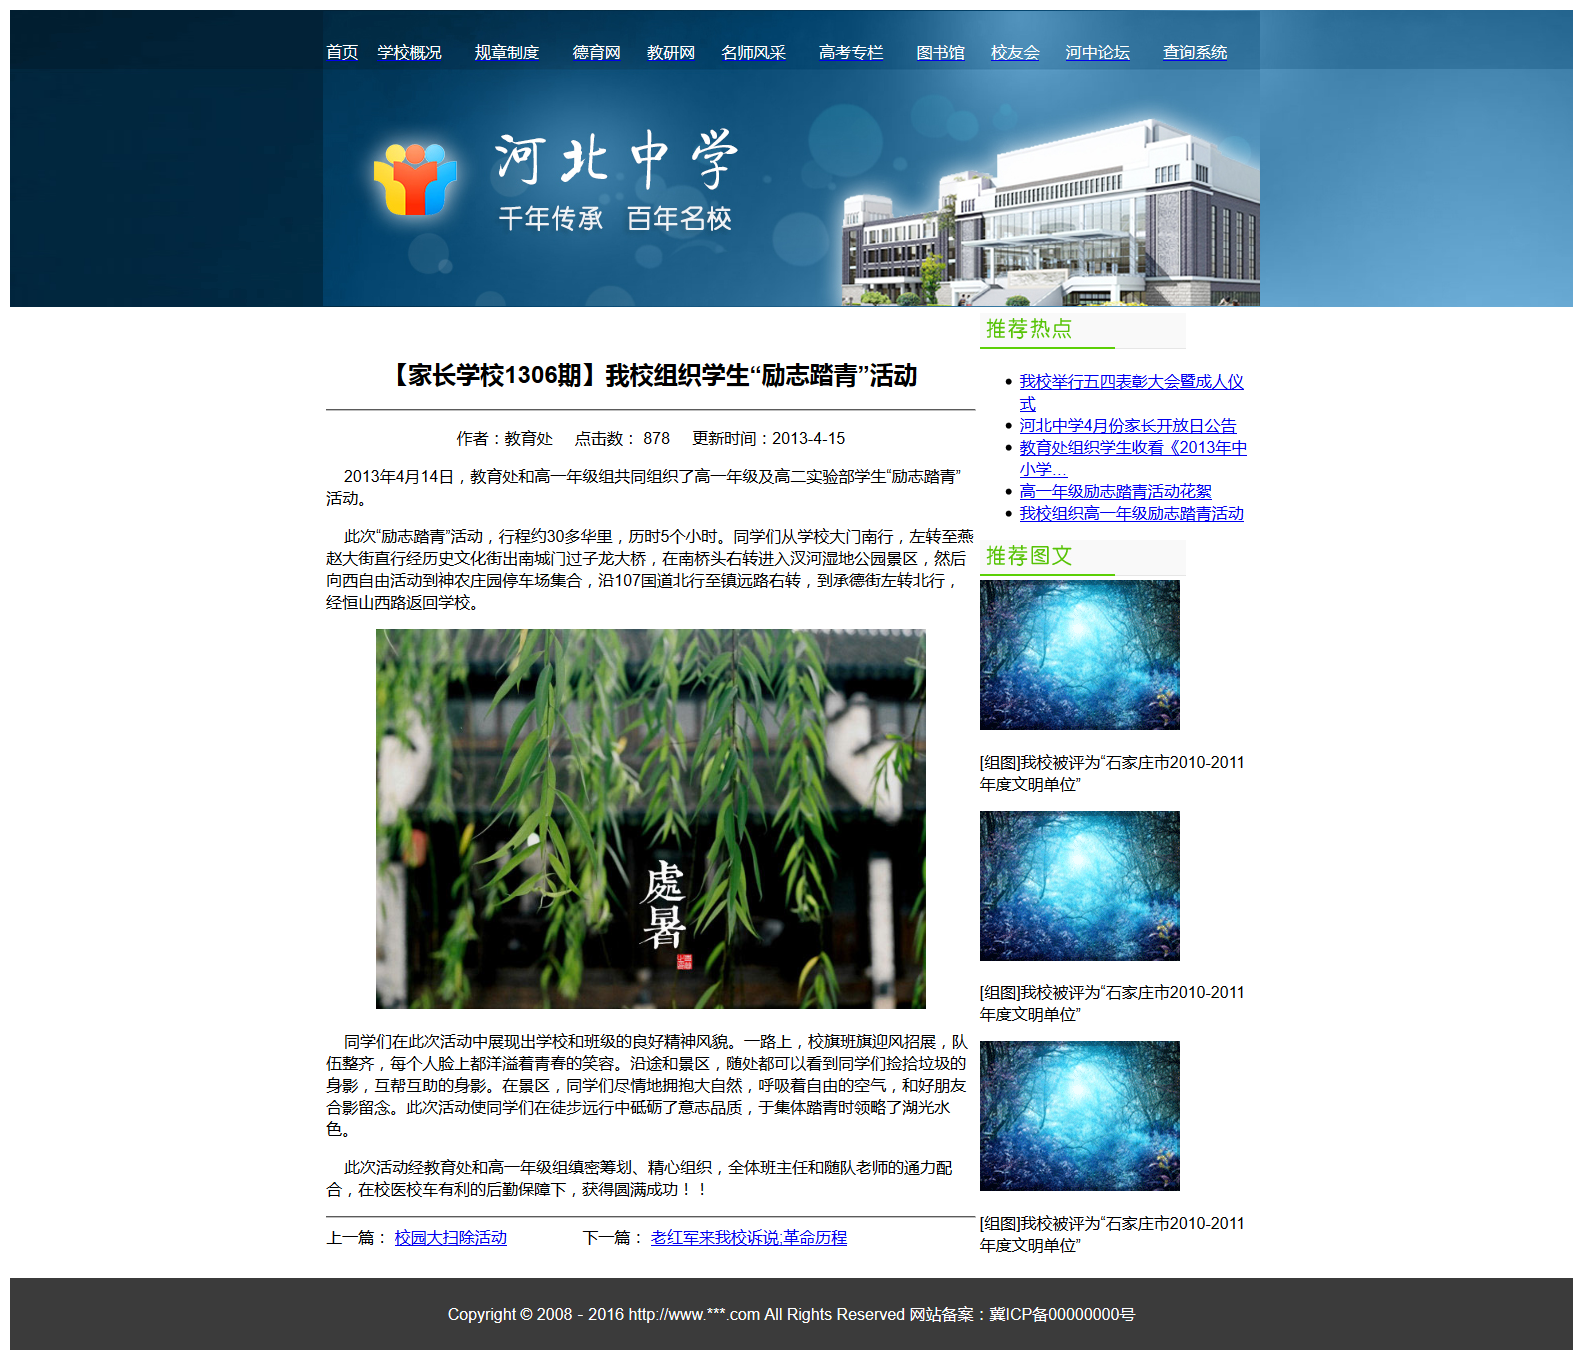 首页 学校概况 规章制度 德育网 教研网 名师风采 高考专栏 图书馆 校友会 河中论坛 查询系统
河北中学
千年传承 百年名校
【家长学校1306期】我校组织学生“励志踏青”活动
作者：教育处 点击数： 878 更新时间：2013-4-15
2013年4月14日，教育处和高一年级组共同组织了高一年级及高二实验部学生“励志踏青”
活动。
此次“励志踏青”活动，行程约30多华里，历时5个小时。同学们从学校大门南行，左转至燕
赵大街直行经历史文化街出南城门过子龙大桥，在南桥头右转进入汊河湿地公园景区，然后
向西自由活动到神农庄园停车场集合，沿107国道北行至镇远路右转，到承德街左转北行，
经恒山西路返回学校。
處
暑
同学们在此次活动中展现出学校和班级的良好精神风貌。一路上，校旗班旗迎风招展，队
伍整齐，每个人脸上都洋溢着青春的笑容。沿途和景区，随处都可以看到同学们捡拾垃圾的
身影，互帮互助的身影。在景区，同学们尽情地拥抱大自然，呼吸着自由的空气，和好朋友
合影留念。此次活动使同学们在徒步远行中砥砺了意志品质，于集体踏青时领略了湖光水
色。
此次活动经教育处和高一年级组缜密筹划、精心组织，全体班主任和随队老师的通力配
合，在校医校车有利的后勤保障下，获得圆满成功！！
上一篇： 校园大扫除活动 下一篇： 老红军来我校诉说;革命历程
推荐热点
我校举行五四表彰大会暨成人仪
式
河北中学4月份家长开放日公告
教育处组织学生收看《2013年中
小学…
高一年级励志踏青活动花絮
我校组织高一年级励志踏青活动
推荐图文
[组图]我校被评为“石家庄市2010-2011
年度文明单位”
[组图]我校被评为“石家庄市2010-2011
年度文明单位”
[组图]我校被评为“石家庄市2010-2011
年度文明单位”
Copyright © 2008 - 2016 http://www.***.com All Rights Reserved 网站备案：冀ICP备00000000号